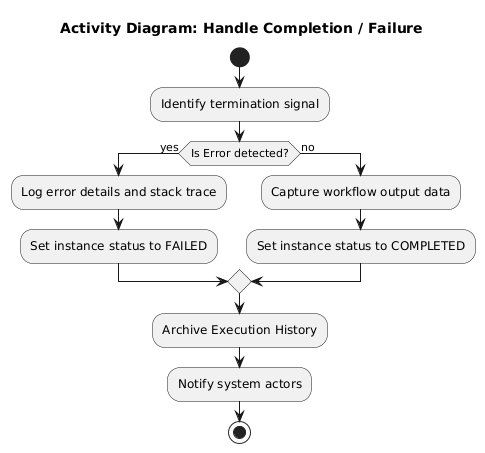 Activity Diagram: Handle Completion / Failure
Identify termination signal
yes
Is Error detected?
no
Log error details and stack trace
Capture workflow output data
Set instance status to FAILED
Set instance status to COMPLETED
Archive Execution History
Notify system actors